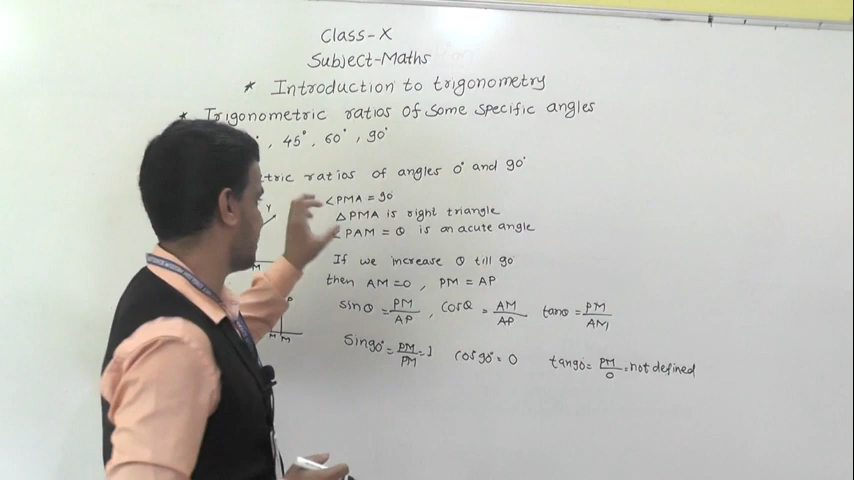 Class-X
Subject-Maths
* Introduction to trigonometry
* Trigonometric ratios of some specific angles
, 45°, 60°, 90°
ratios of angles 0° and 90°
Y
∠PMA = 90°
△PMA is right triangle
∠PAM = θ is an acute angle
M
If we increase θ till 90°
then AM=0, PM = AP
P
sinθ = PM/AP, cosθ = AM/AP tanθ = PM/AM
M M
sin90° = PM/PM = 1 cos90° = 0 tan90° = PM/0 = not defined